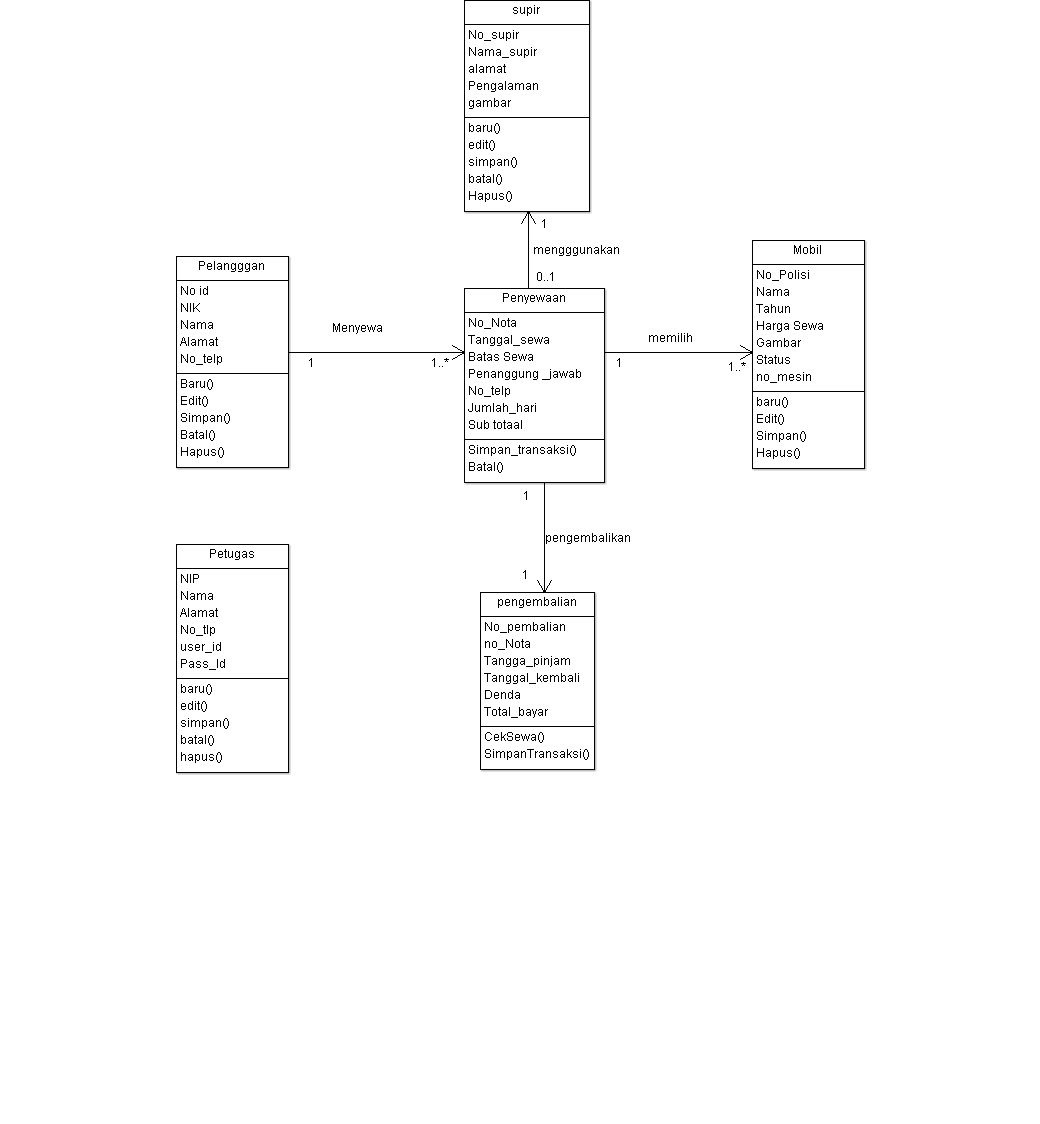 supir
No_supir
Nama_supir
alamat
Pengalaman
gambar
baru()
edit()
simpan()
batal()
Hapus()
1
mengggunakan
0..1
Pelangggan
No id
NIK
Nama
Alamat
No_telp
Baru()
Edit()
Simpan()
Batal()
Hapus()
Menyewa
1
1..*
Penyewaan
No_Nota
Tanggal_sewa
Batas Sewa
Penanggung _jawab
No_telp
Jumlah_hari
Sub totaal
Simpan_transaksi()
Batal()
memilih
1
1..*
Mobil
No_Polisi
Nama
Tahun
Harga Sewa
Gambar
Status
no_mesin
baru()
Edit()
Simpan()
Hapus()
1
pengembalikan
1
Petugas
NIP
Nama
Alamat
No_tlp
user_id
Pass_Id
baru()
edit()
simpan()
batal()
hapus()
pengembalian
No_pembalian
no_Nota
Tangga_pinjam
Tanggal_kembali
Denda
Total_bayar
CekSewa()
SimpanTransaksi()